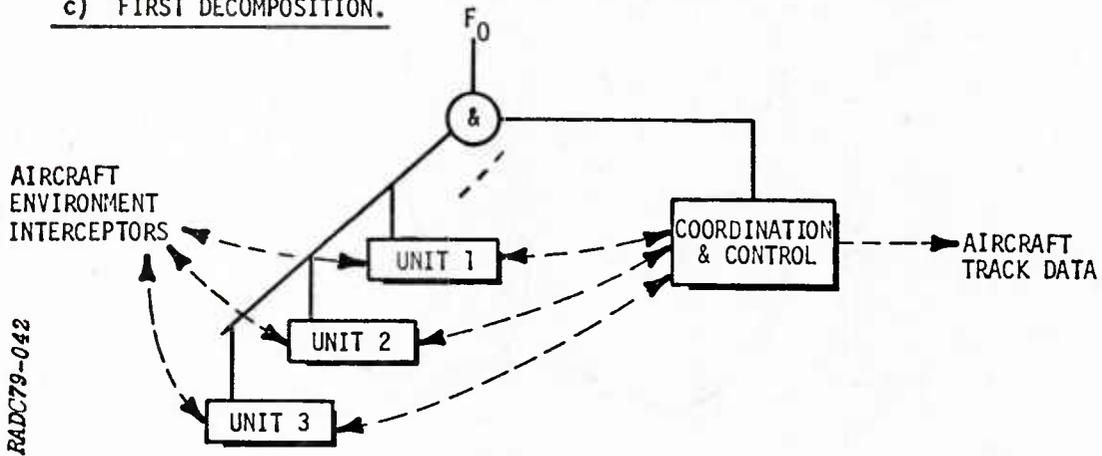 c) FIRST DECOMPOSITION.
F0
&
AIRCRAFT
ENVIRONMENT
INTERCEPTORS
UNIT 1
COORDINATION
& CONTROL
AIRCRAFT
TRACK DATA
UNIT 2
UNIT 3
RADC79-042